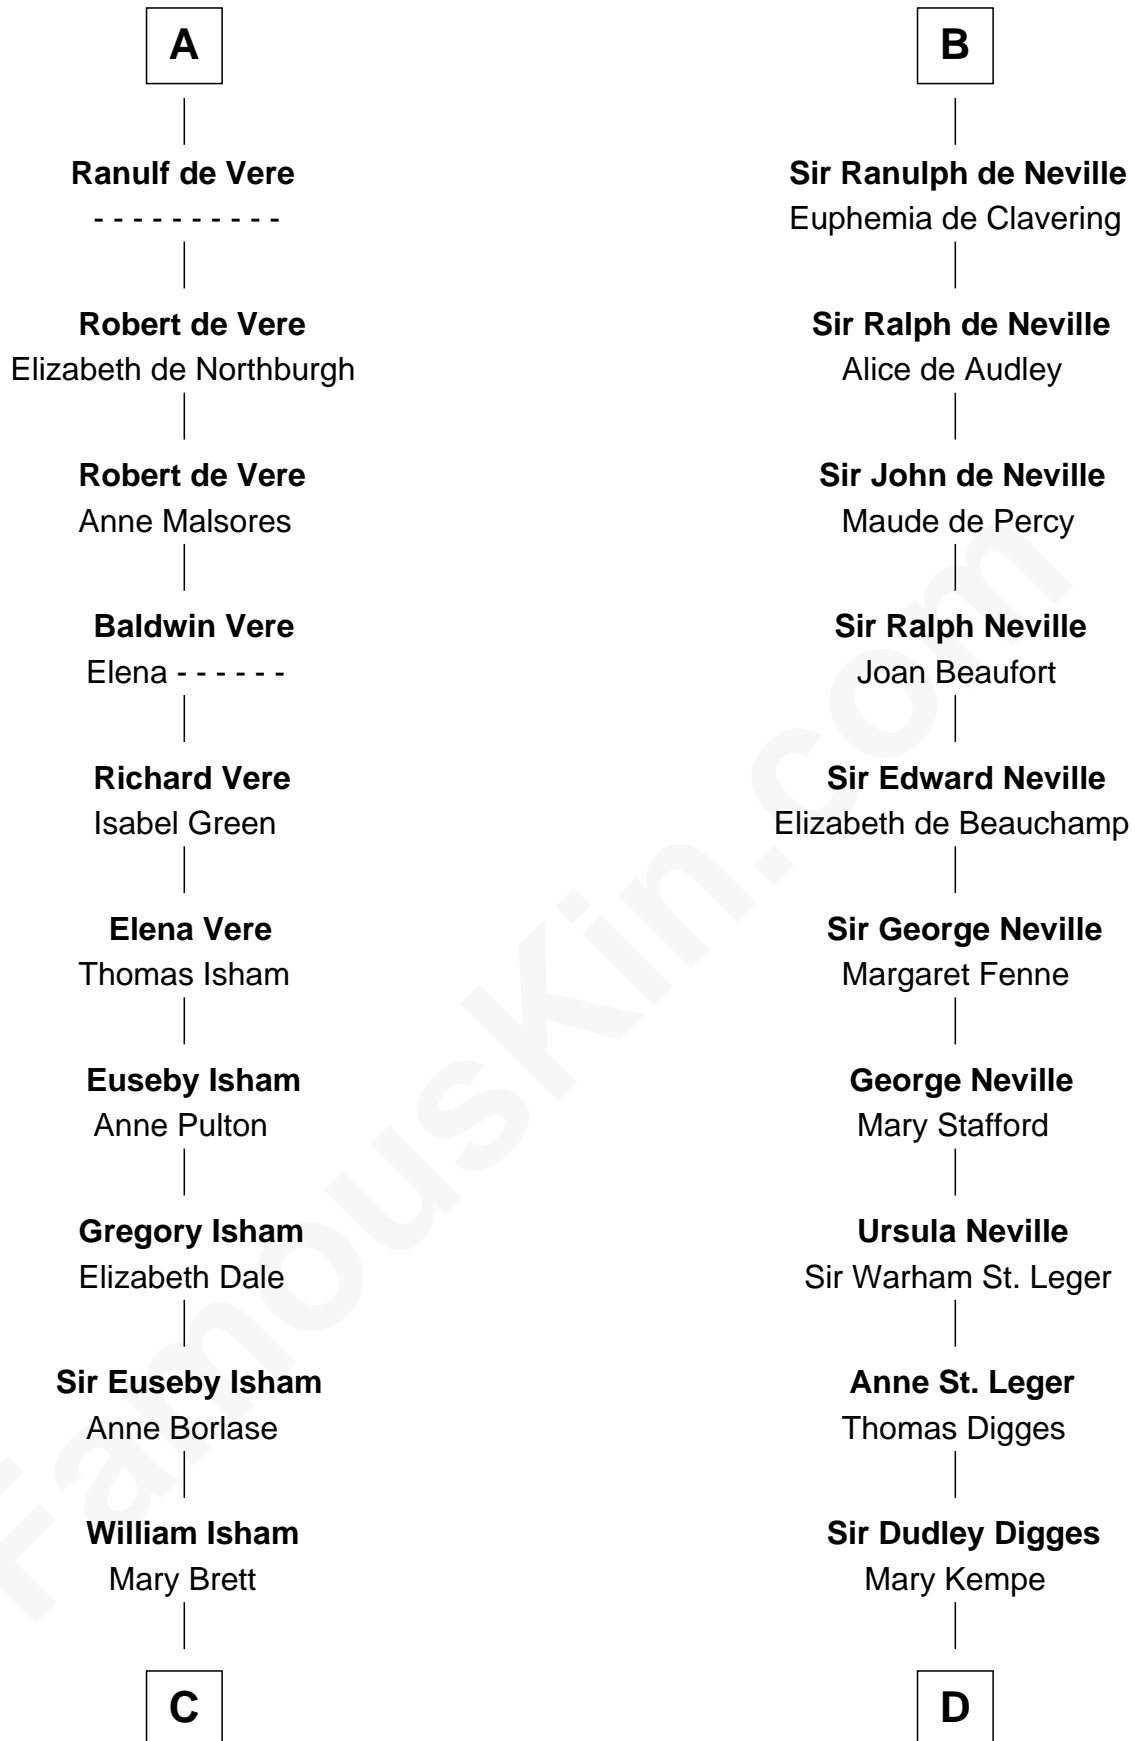 A
Ranulf de Vere
- - - - - - - - - -
Robert de Vere
Elizabeth de Northburgh
Robert de Vere
Anne Malsores
Baldwin Vere
Elena - - - - - -
Richard Vere
Isabel Green
Elena Vere
Thomas Isham
Euseby Isham
Anne Pulton
Gregory Isham
Elizabeth Dale
Sir Euseby Isham
Anne Borlase
William Isham
Mary Brett
C
B
Sir Ranulph de Neville
Euphemia de Clavering
Sir Ralph de Neville
Alice de Audley
Sir John de Neville
Maude de Percy
Sir Ralph Neville
Joan Beaufort
Sir Edward Neville
Elizabeth de Beauchamp
Sir George Neville
Margaret Fenne
George Neville
Mary Stafford
Ursula Neville
Sir Warham St. Leger
Anne St. Leger
Thomas Digges
Sir Dudley Digges
Mary Kempe
D
FamousKin.com